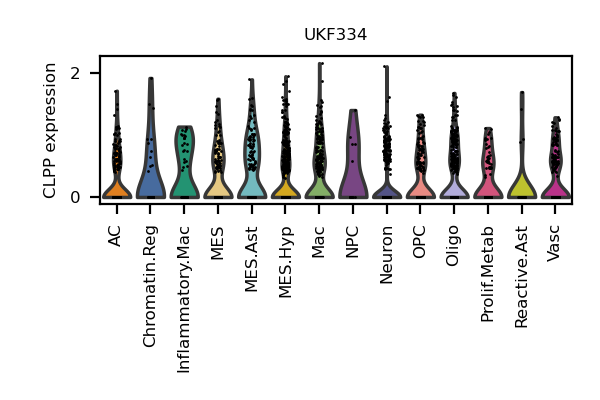 UKF334
CLPP expression
2
0
AC
Chromatin.Reg
Inflammatory.Mac
MES
MES.Ast
MES.Hyp
Mac
NPC
Neuron
OPC
Oligo
Prolif.Metab
Reactive.Ast
Vasc